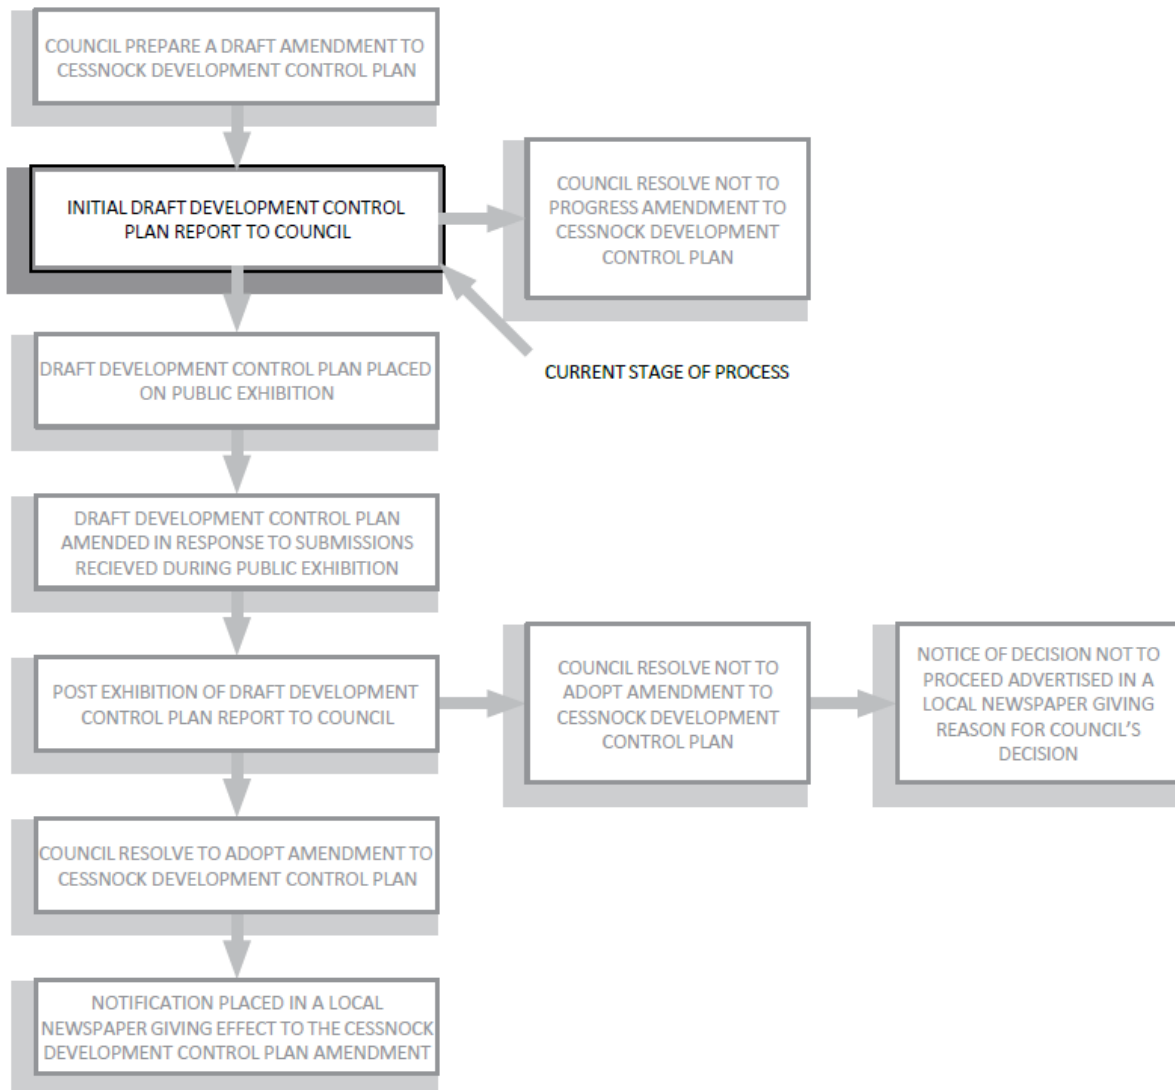 COUNCIL PREPARE A DRAFT AMENDMENT TO
CESSNOCK DEVELOPMENT CONTROL PLAN
INITIAL DRAFT DEVELOPMENT CONTROL
PLAN REPORT TO COUNCIL
COUNCIL RESOLVE NOT TO
PROGRESS AMENDMENT TO
CESSNOCK DEVELOPMENT
CONTROL PLAN
CURRENT STAGE OF PROCESS
DRAFT DEVELOPMENT CONTROL PLAN PLACED
ON PUBLIC EXHIBITION
DRAFT DEVELOPMENT CONTROL PLAN
AMENDED IN RESPONSE TO SUBMISSIONS
RECIEVED DURING PUBLIC EXHIBITION
POST EXHIBITION OF DRAFT DEVELOPMENT
CONTROL PLAN REPORT TO COUNCIL
COUNCIL RESOLVE NOT TO
ADOPT AMENDMENT TO
CESSNOCK DEVELOPMENT
CONTROL PLAN
NOTICE OF DECISION NOT TO
PROCEED ADVERTISED IN A
LOCAL NEWSPAPER GIVING
REASON FOR COUNCIL’S
DECISION
COUNCIL RESOLVE TO ADOPT AMENDMENT TO
CESSNOCK DEVELOPMENT CONTROL PLAN
NOTIFICATION PLACED IN A LOCAL
NEWSPAPER GIVING EFFECT TO THE CESSNOCK
DEVELOPMENT CONTROL PLAN AMENDMENT